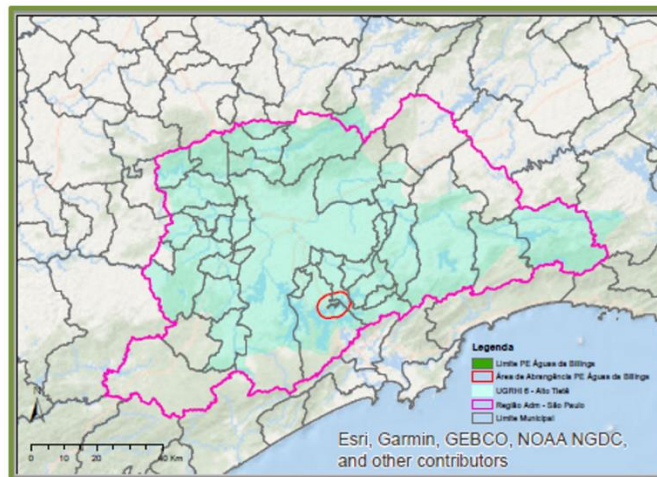 Legenda
Limite PE Águas da Billings
Área de Abrangência PE Águas da Billings
UGRHI 6 - Alto Tietê
Região Adm - São Paulo
Limite Municipal
N
0 10 20 40 Km
Esri, Garmin, GEBCO, NOAA NGDC,
and other contributors